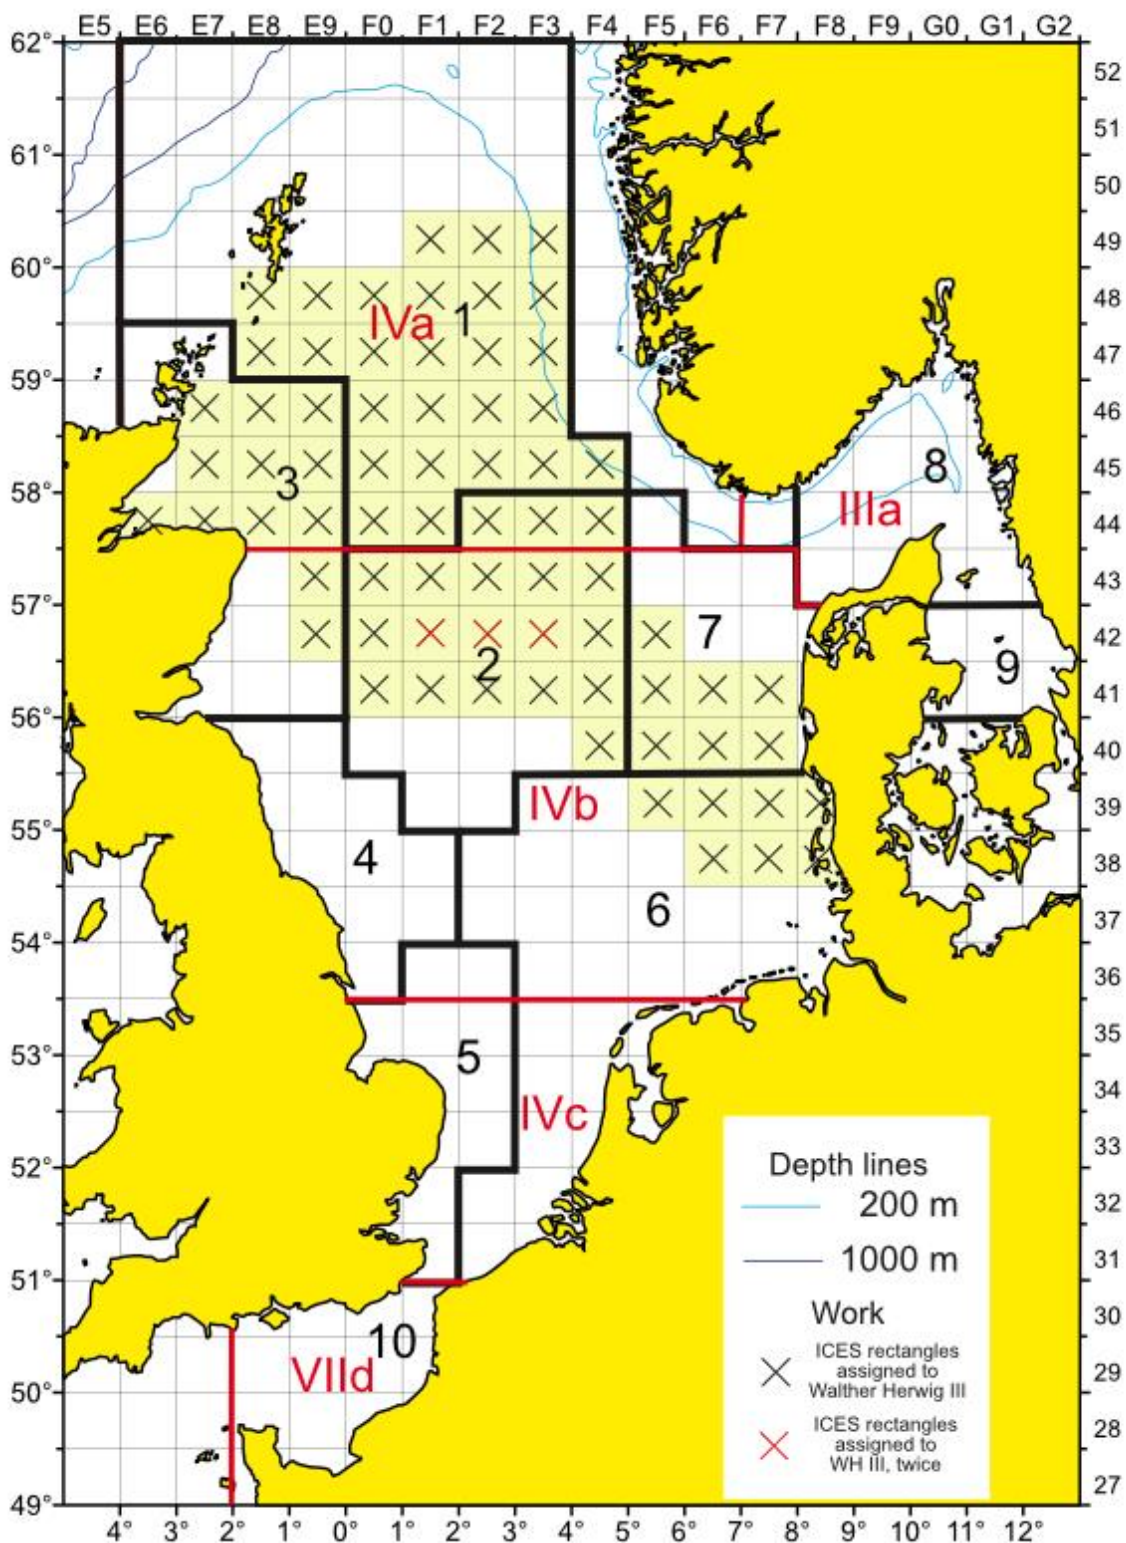 E5 E6 E7 E8 E9 F0 F1 F2 F3 F4 F5 F6 F7 F8 F9 G0 G1 G2
62°
52
51
61°
50
49
60°
48
IVa 1
47
59°
46
3
8
45
58°
IIIa
44
43
57°
7
42
2
9
41
56°
40
IVb
39
55°
4
38
6
37
54°
36
5
35
53°
34
IVc
33
52°
Depth lines
200 m
32
1000 m
31
51°
Work
30
10
ICES rectangles
assigned to
Walther Herwig III
VIId
29
50°
ICES rectangles
assigned to
WH III, twice
28
27
49°
4° 3° 2° 1° 0° 1° 2° 3° 4° 5° 6° 7° 8° 9° 10° 11° 12°